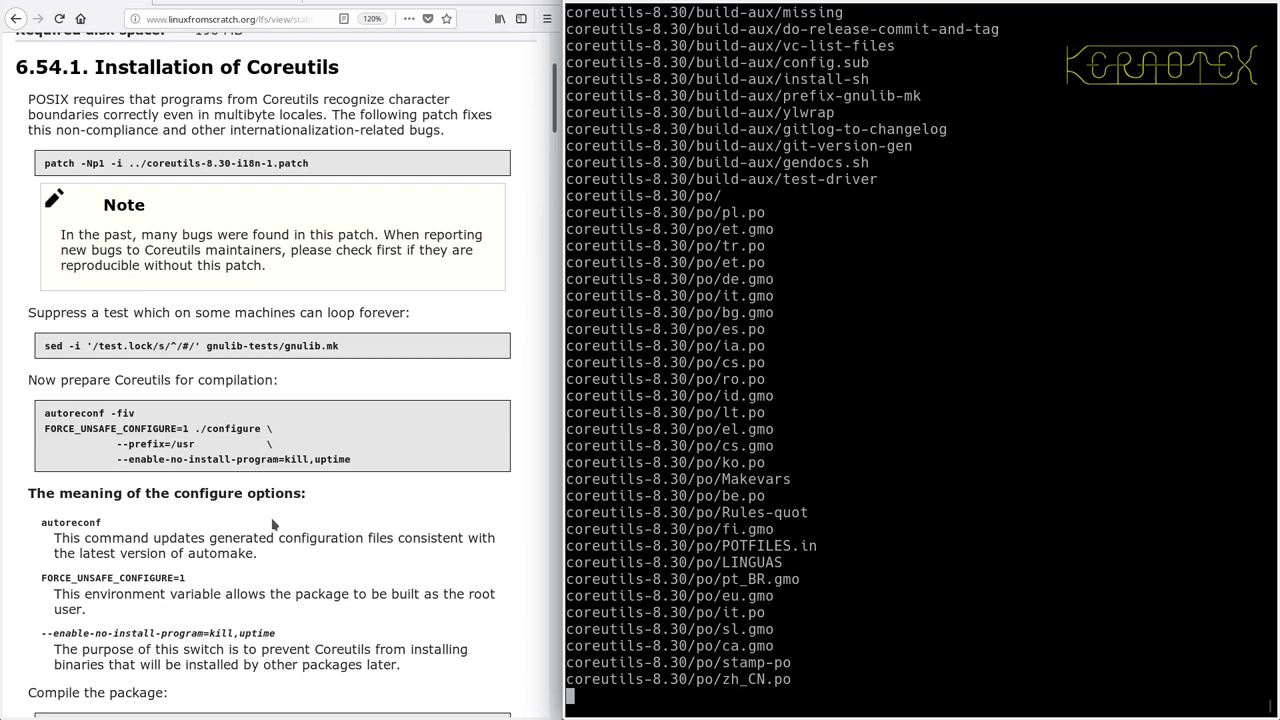 www.linuxfromscratch.org/lfs/view/stab
120%
6.54.1. Installation of Coreutils
POSIX requires that programs from Coreutils recognize character
boundaries correctly even in multibyte locales. The following patch fixes
this non-compliance and other internationalization-related bugs.
patch -Np1 -i ../coreutils-8.30-i18n-1.patch
Note
In the past, many bugs were found in this patch. When reporting
new bugs to Coreutils maintainers, please check first if they are
reproducible without this patch.
Suppress a test which on some machines can loop forever:
sed -i '/test.lock/s/^/#/' gnulib-tests/gnulib.mk
Now prepare Coreutils for compilation:
autoreconf -fiv
FORCE_UNSAFE_CONFIGURE=1 ./configure \
--prefix=/usr \
--enable-no-install-program=kill,uptime
The meaning of the configure options:
autoreconf
This command updates generated configuration files consistent with
the latest version of automake.
FORCE_UNSAFE_CONFIGURE=1
This environment variable allows the package to be built as the root
user.
--enable-no-install-program=kill,uptime
The purpose of this switch is to prevent Coreutils from installing
binaries that will be installed by other packages later.
Compile the package:
coreutils-8.30/build-aux/missing
coreutils-8.30/build-aux/do-release-commit-and-tag
coreutils-8.30/build-aux/vc-list-files
coreutils-8.30/build-aux/config.sub
coreutils-8.30/build-aux/install-sh
coreutils-8.30/build-aux/prefix-gnulib-mk
coreutils-8.30/build-aux/ylwrap
coreutils-8.30/build-aux/gitlog-to-changelog
coreutils-8.30/build-aux/git-version-gen
coreutils-8.30/build-aux/gendocs.sh
coreutils-8.30/build-aux/test-driver
coreutils-8.30/po/
coreutils-8.30/po/pl.po
coreutils-8.30/po/et.gmo
coreutils-8.30/po/tr.po
coreutils-8.30/po/et.po
coreutils-8.30/po/de.gmo
coreutils-8.30/po/it.gmo
coreutils-8.30/po/bg.gmo
coreutils-8.30/po/es.po
coreutils-8.30/po/ia.po
coreutils-8.30/po/cs.po
coreutils-8.30/po/ro.po
coreutils-8.30/po/id.gmo
coreutils-8.30/po/lt.po
coreutils-8.30/po/el.gmo
coreutils-8.30/po/cs.gmo
coreutils-8.30/po/ko.po
coreutils-8.30/po/Makevars
coreutils-8.30/po/be.po
coreutils-8.30/po/Rules-quot
coreutils-8.30/po/fi.gmo
coreutils-8.30/po/POTFILES.in
coreutils-8.30/po/LINGUAS
coreutils-8.30/po/pt_BR.gmo
coreutils-8.30/po/eu.gmo
coreutils-8.30/po/it.po
coreutils-8.30/po/sl.gmo
coreutils-8.30/po/ca.gmo
coreutils-8.30/po/stamp-po
coreutils-8.30/po/zh_CN.po